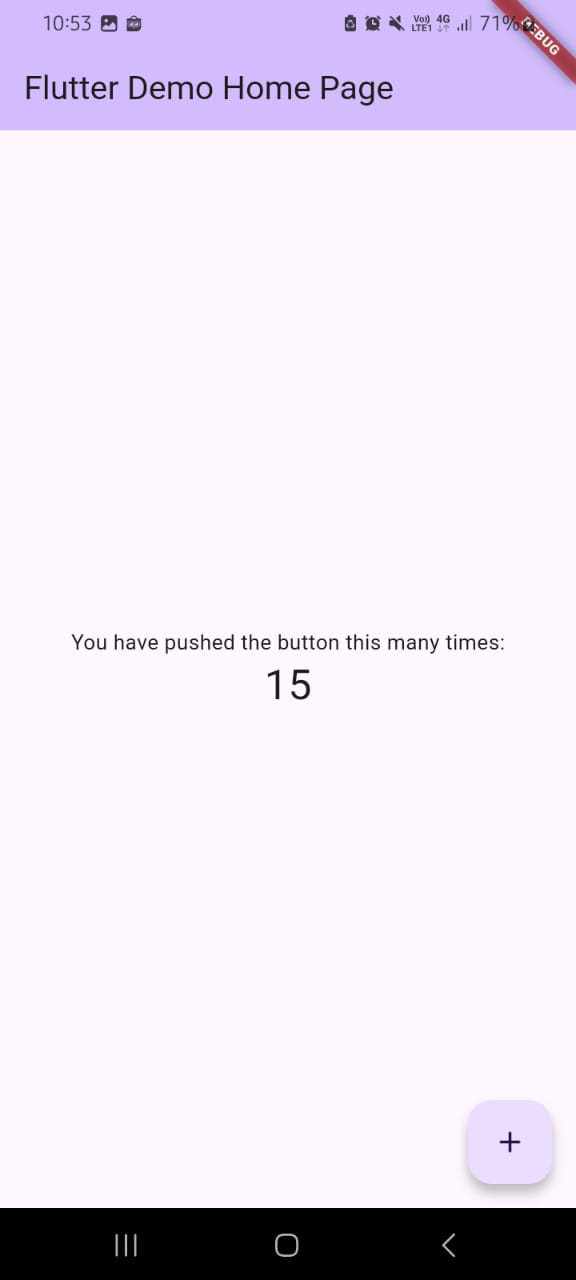 10:53
Vo)) 4G
LTE1
71%
DEBUG
Flutter Demo Home Page
You have pushed the button this many times:
15
+